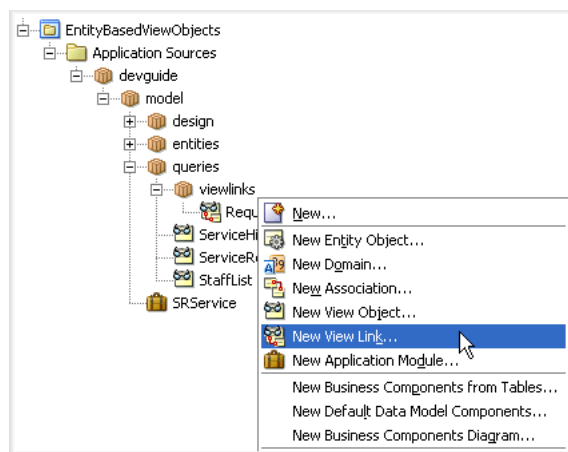 EntityBasedViewObjects
Application Sources
devguide
model
design
entities
queries
viewlinks
Requ
ServiceHi
ServiceRe
StaffList
SRService
New...
New Entity Object...
New Domain...
New Association...
New View Object...
New View Link...
New Application Module...
New Business Components from Tables...
New Default Data Model Components...
New Business Components Diagram...